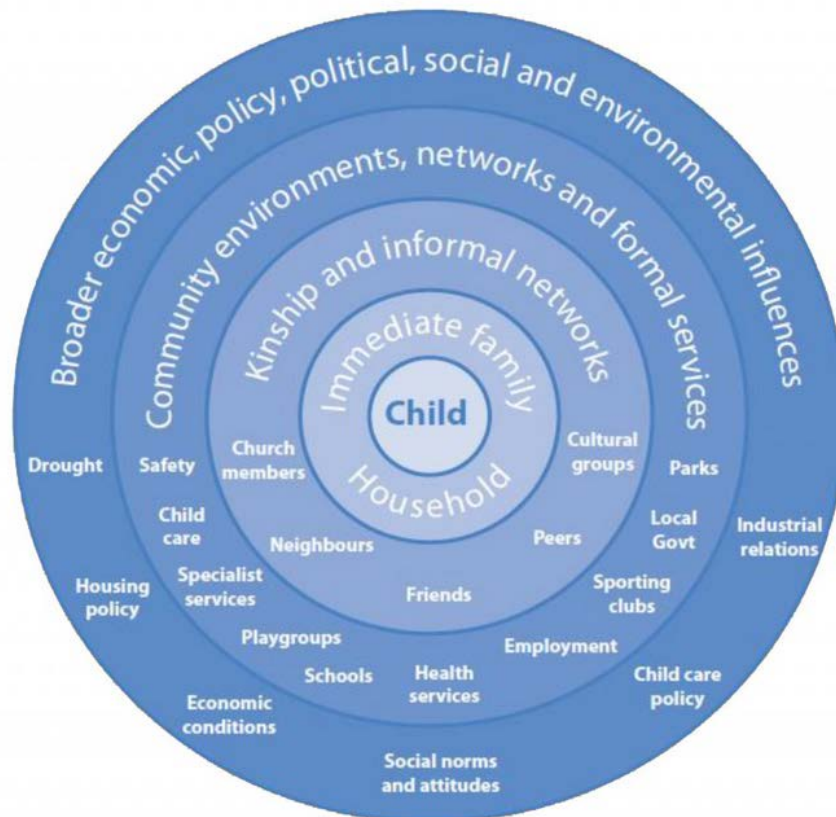 Broader economic, policy, political, social and environmental influences
Community environments, networks and formal services
Kinship and informal networks
Immediate family
Child
Household
Church
members
Cultural
groups
Neighbours
Peers
Friends
Safety
Parks
Child
care
Local
Govt
Specialist
services
Sporting
clubs
Playgroups
Employment
Schools
Health
services
Drought
Industrial
relations
Housing
policy
Child care
policy
Economic
conditions
Social norms
and attitudes